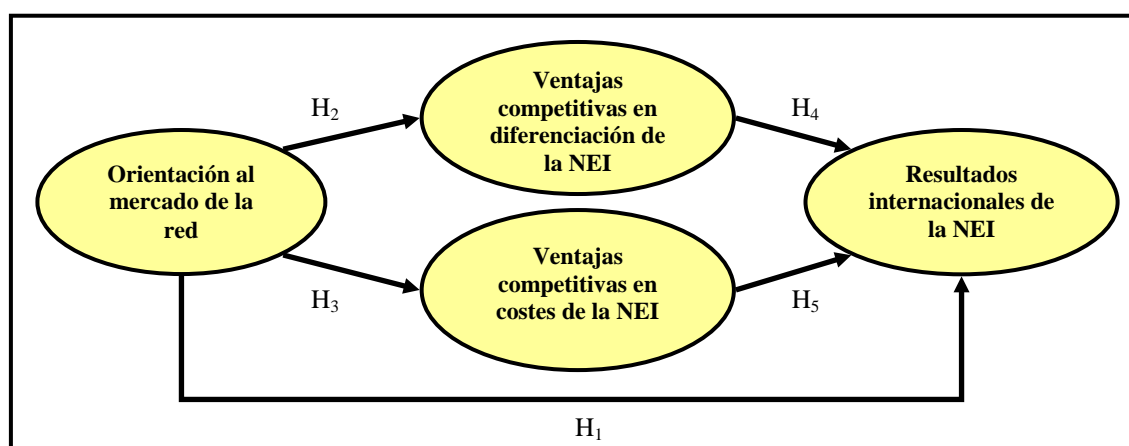 Orientación al
mercado de la
red
H₂
Ventajas
competitivas en
diferenciación de
la NEI
H₄
H₃
Ventajas
competitivas en
costes de la NEI
H₅
Resultados
internacionales de
la NEI
H₁